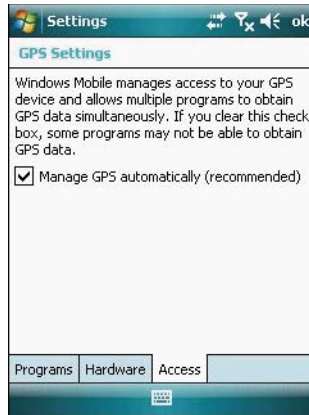 Settings
ok
GPS Settings
Windows Mobile manages access to your GPS
device and allows multiple programs to obtain
GPS data simultaneously. If you clear this check
box, some programs may not be able to obtain
GPS data.
Manage GPS automatically (recommended)
Programs Hardware Access